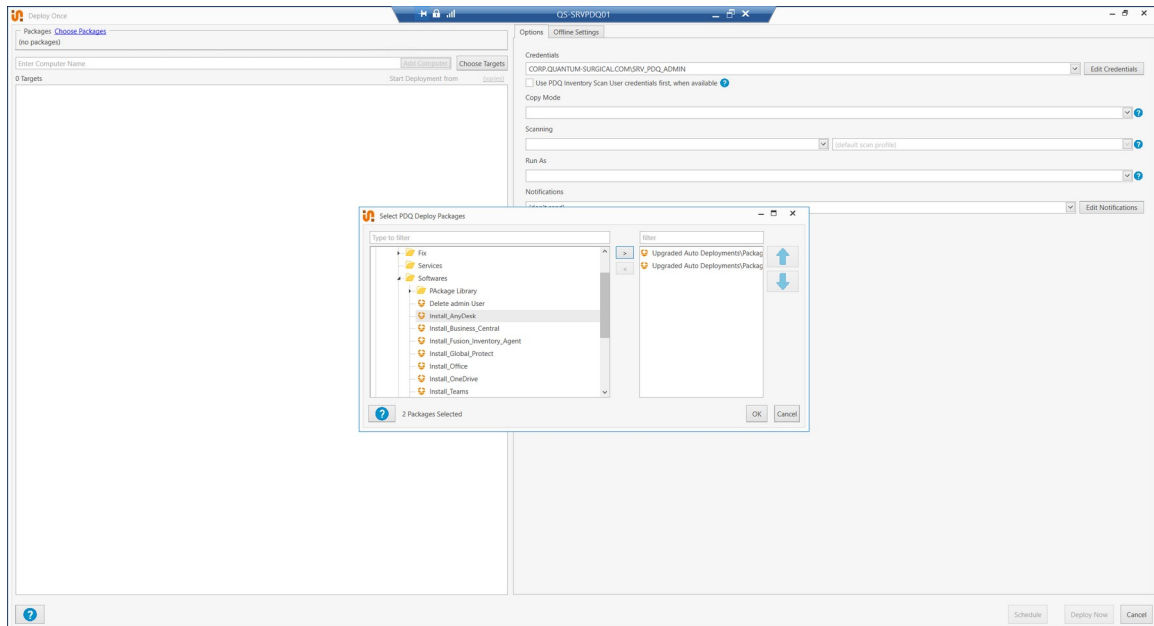 Deploy Once
QS-SRVPDQ01
Packages Choose Packages
(no packages)
Enter Computer Name
Add Computer
Choose Targets
0 Targets
Start Deployment from
(varies)
Options
Offline Settings
Credentials
CORP.QUANTUM-SURGICAL.COM\SRV_PDQ_ADMIN
Edit Credentials
Use PDQ Inventory Scan User credentials first, when available
Copy Mode
Scanning
(default scan profile)
Run As
Notifications
Edit Notifications
Select PDQ Deploy Packages
Type to filter
filter
Fix
Services
Softwares
PAckage Library
Delete admin User
Install_AnyDesk
Install_Business_Central
Install_Fusion_Inventory_Agent
Install_Global_Protect
Install_Office
Install_OneDrive
Install_Teams
>
<
Upgraded Auto Deployments\Packag
Upgraded Auto Deployments\Packag
2 Packages Selected
OK
Cancel
Schedule
Deploy Now
Cancel